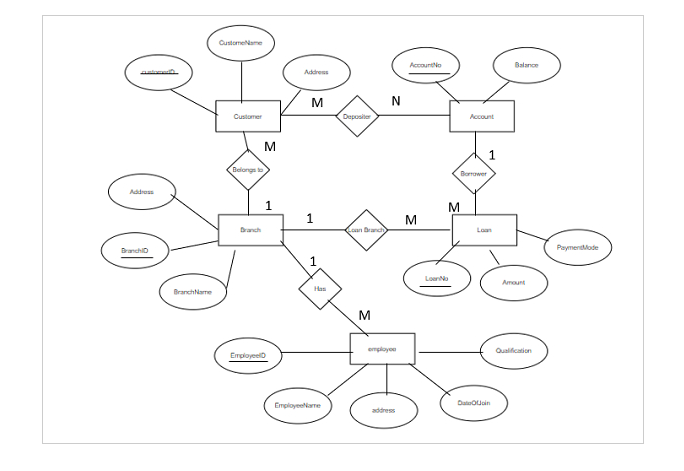 CustomeName
customerID
Address
AccountNo
Balance
M
N
Customer
Depositer
Account
M
1
Belongs to
Borrower
Address
1
M
1
M
Branch
Loan Branch
Loan
BranchID
PaymentMode
1
BranchName
Has
LoanNo
Amount
M
EmployeeID
employee
Qualification
EmployeeName
address
DateOfJoin